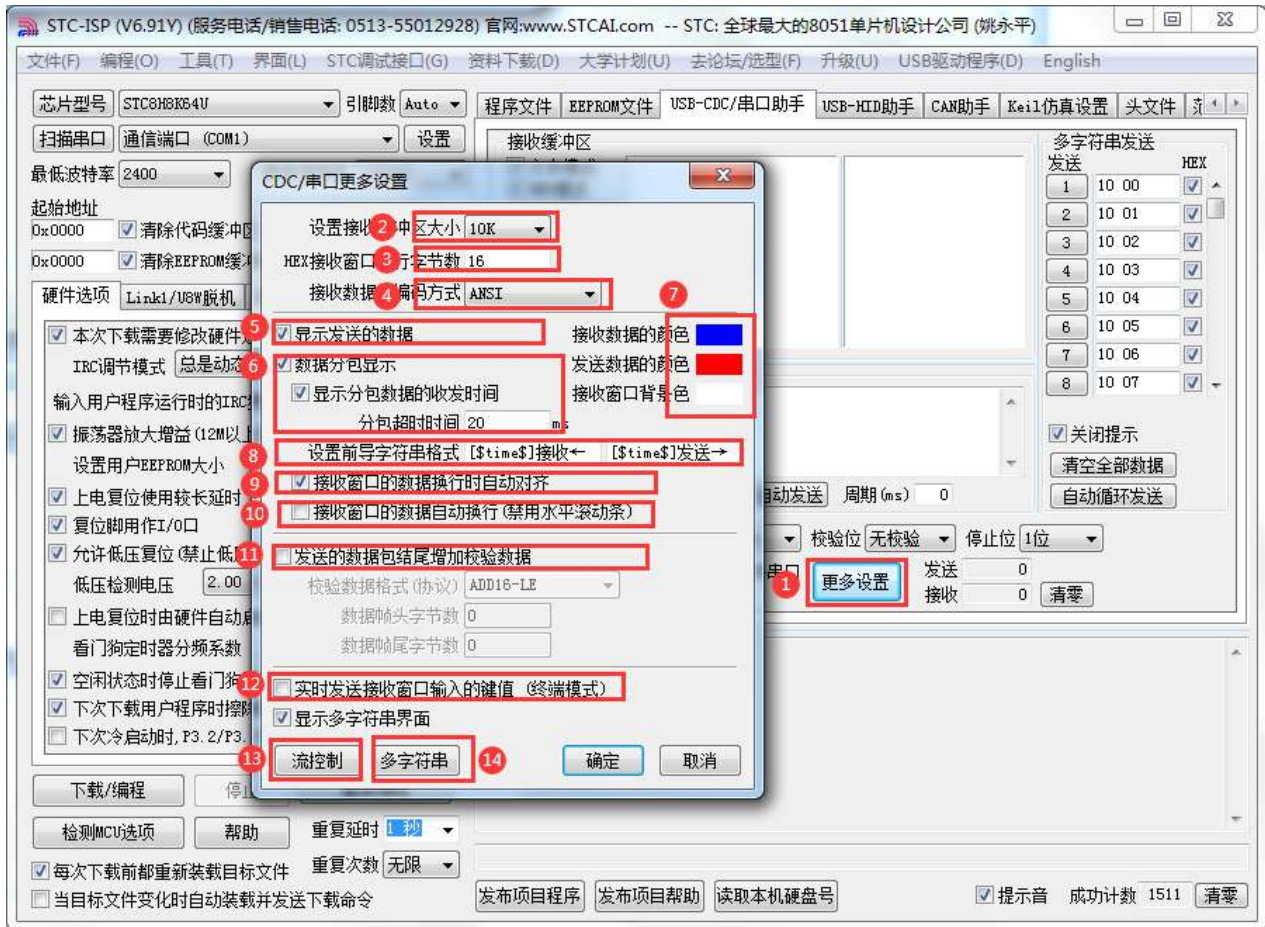 STC-ISP (V6.91Y) (服务电话/销售电话: 0513-55012928) 官网:www.STCAI.com -- STC: 全球最大的8051单片机设计公司 (姚永平)
文件(F) 编程(O) 工具(T) 界面(L) STC调试接口(G) 资料下载(D) 大学计划(U) 去论坛/选型(F) 升级(U) USB驱动程序(D) English
芯片型号 STC8H8K64U 引脚数 Auto
扫描串口 通信端口 (COM1) 设置
最低波特率 2400
起始地址
0x0000 清除代码缓冲区
0x0000 清除EEPROM缓冲
硬件选项 Link1/U8W脱机
本次下载需要修改硬件
IRC调节模式 总是动态
输入用户程序运行时的IRC
振荡器放大增益(12M以上
设置用户EEPROM大小
上电复位使用较长延时
复位脚用作I/O口
允许低压复位(禁止低
低压检测电压 2.00
上电复位时由硬件自动启
看门狗定时器分频系数
空闲状态时停止看门狗
下次下载用户程序时擦除
下次冷启动时,P3.2/P3.
下载/编程 停止
检测MCU选项 帮助 重复延时 1 秒
每次下载前都重新装载目标文件 重复次数 无限
当目标文件变化时自动装载并发送下载命令
程序文件 EEPROM文件 USB-CDC/串口助手 USB-HID助手 CAN助手 Keil仿真设置 头文件
接收缓冲区
多字符串发送
发送 HEX
1 10 00
2 10 01
3 10 02
4 10 03
5 10 04
6 10 05
7 10 06
8 10 07
关闭提示
清空全部数据
自动发送 周期(ms) 0 自动循环发送
校验位 无校验 停止位 1位
串口 1 更多设置 发送 0
接收 0 清零
CDC/串口更多设置
设置接收 2 冲区大小 10K
HEX接收窗口 3 行字节数 16
接收数据 4 编码方式 ANSI 7
5 显示发送的数据 接收数据的颜色
6 数据分包显示 发送数据的颜色
显示分包数据的收发时间 接收窗口背景色
分包超时时间 20 ms
8 设置前导字符串格式 [$time$]接收← [$time$]发送→
9 接收窗口的数据换行时自动对齐
10 接收窗口的数据自动换行(禁用水平滚动条)
11 发送的数据包结尾增加校验数据
校验数据格式(协议) ADD16-LE
数据帧头字节数 0
数据帧尾字节数 0
12 实时发送接收窗口输入的键值 (终端模式)
显示多字符串界面
13 流控制 多字符串 14 确定 取消
发布项目程序 发布项目帮助 读取本机硬盘号 提示音 成功计数 1511 清零